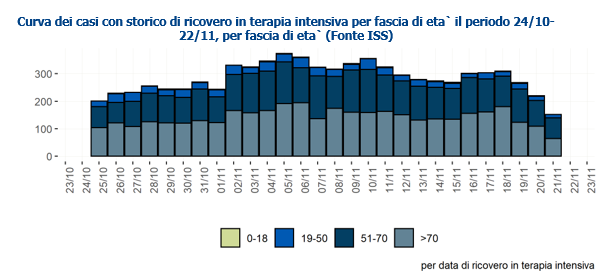 Curva dei casi con storico di ricovero in terapia intensiva per fascia di eta` il periodo 24/10-
22/11, per fascia di eta` (Fonte ISS)
300
200
100
0
23/10 24/10 25/10 26/10 27/10 28/10 29/10 30/10 31/10 01/11 02/11 03/11 04/11 05/11 06/11 07/11 08/11 09/11 10/11 11/11 12/11 13/11 14/11 15/11 16/11 17/11 18/11 19/11 20/11 21/11 22/11 23/11
0-18 19-50 51-70 >70
per data di ricovero in terapia intensiva